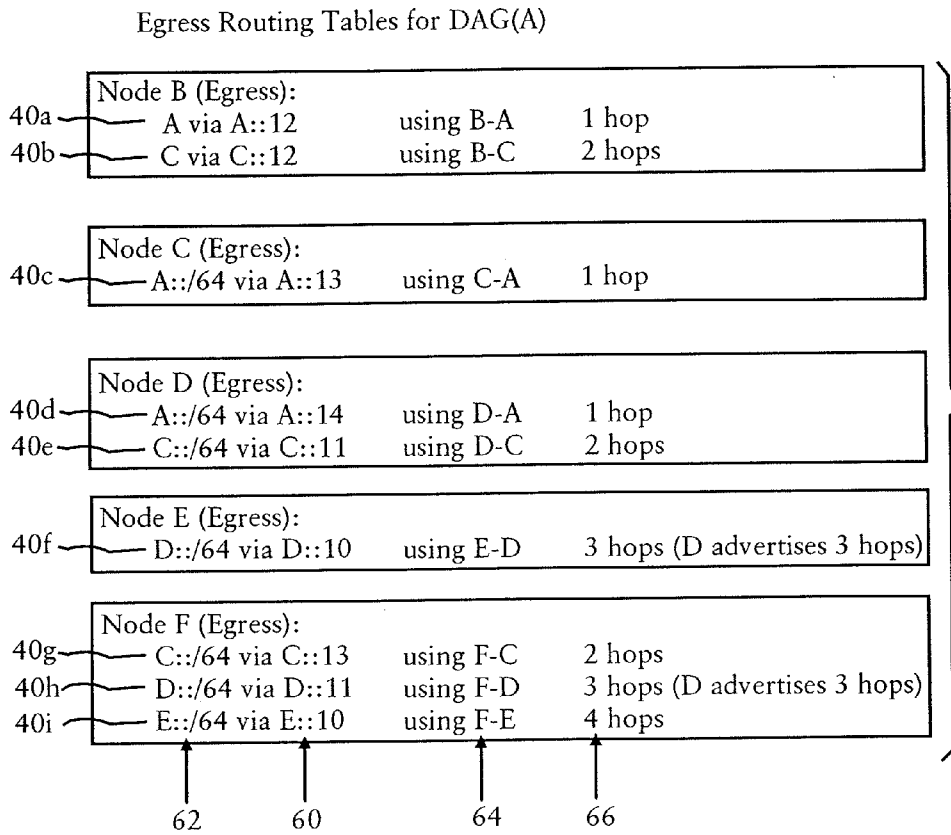 Egress Routing Tables for DAG(A)
Node B (Egress):
40a A via A::12 using B-A 1 hop
40b C via C::12 using B-C 2 hops
Node C (Egress):
40c A::/64 via A::13 using C-A 1 hop
Node D (Egress):
40d A::/64 via A::14 using D-A 1 hop
40e C::/64 via C::11 using D-C 2 hops
Node E (Egress):
40f D::/64 via D::10 using E-D 3 hops (D advertises 3 hops)
Node F (Egress):
40g C::/64 via C::13 using F-C 2 hops
40h D::/64 via D::11 using F-D 3 hops (D advertises 3 hops)
40i E::/64 via E::10 using F-E 4 hops
62 60 64 66